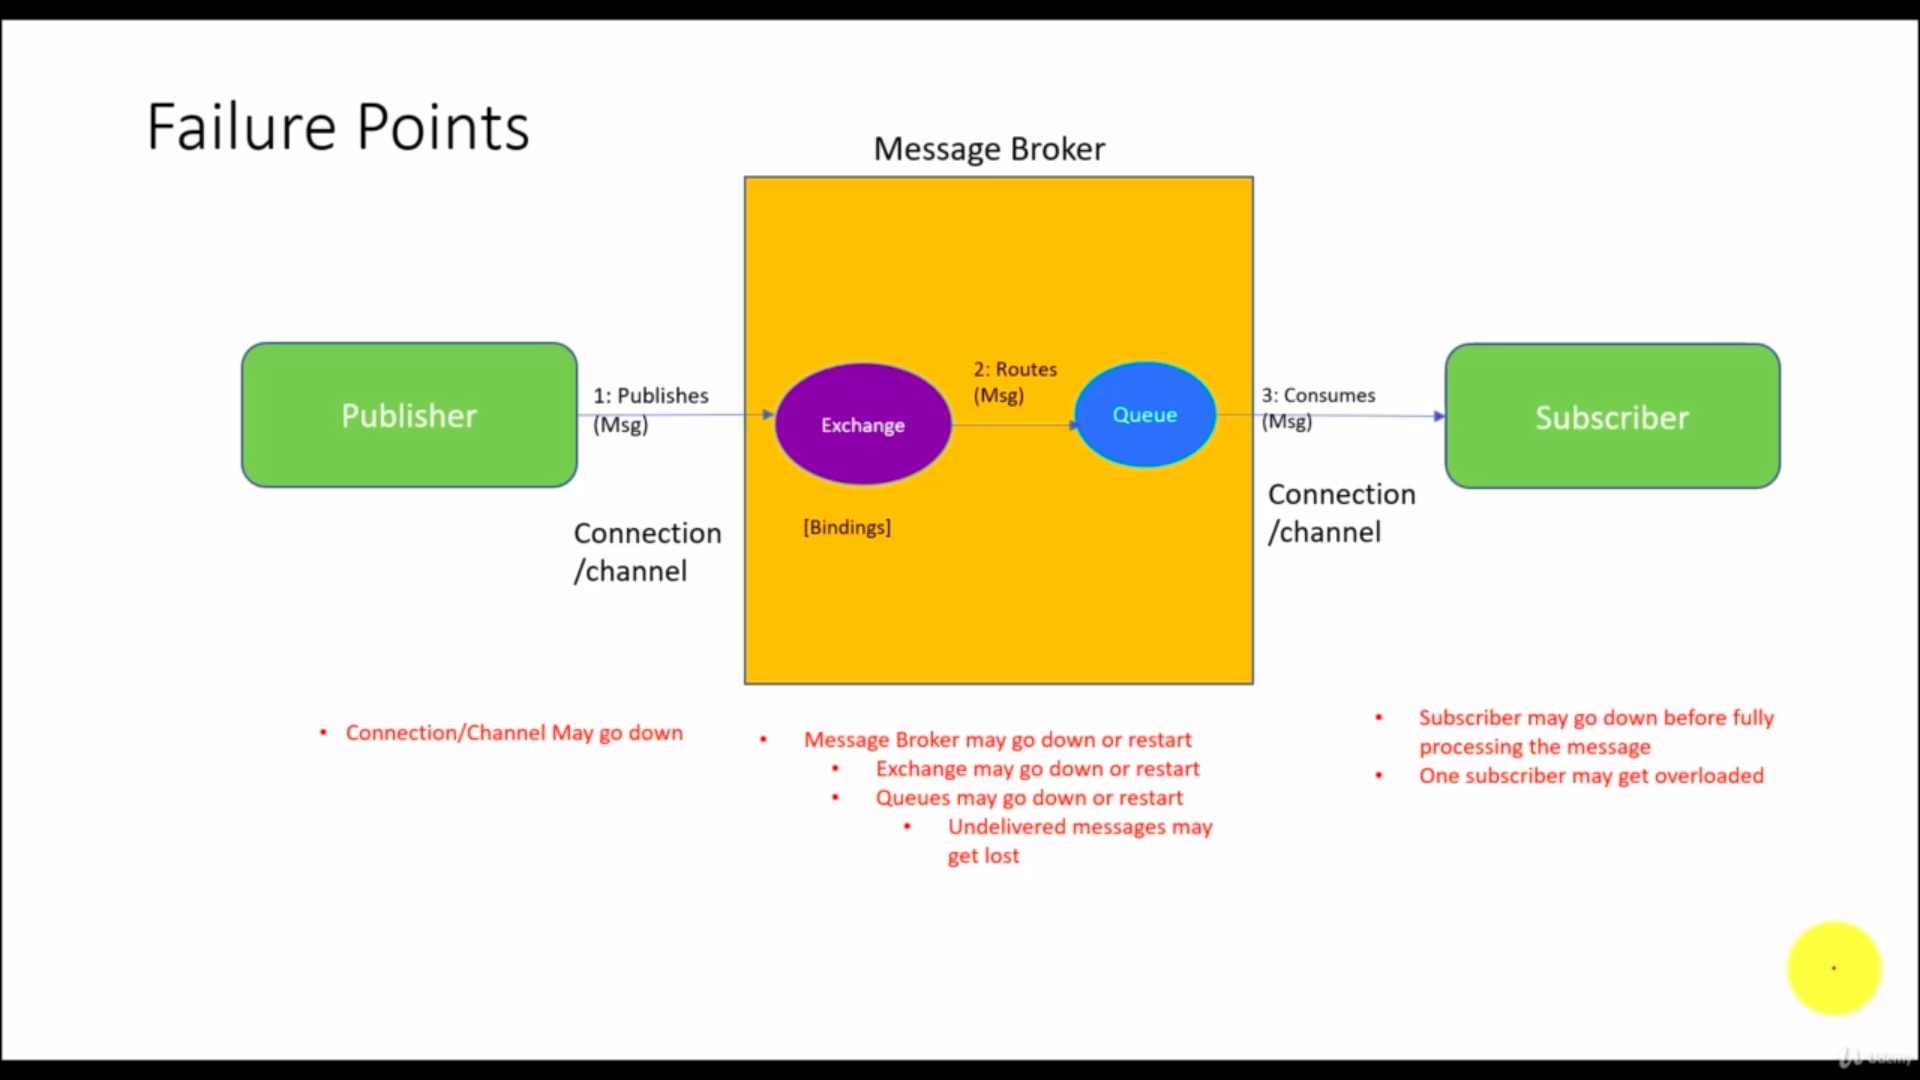 Failure Points
Message Broker
Publisher
1: Publishes
(Msg)
Exchange
2: Routes
(Msg)
Queue
3: Consumes
(Msg)
Subscriber
Connection
/channel
[Bindings]
Connection
/channel
• Connection/Channel May go down
• Message Broker may go down or restart
• Exchange may go down or restart
• Queues may go down or restart
• Undelivered messages may
get lost
• Subscriber may go down before fully
processing the message
• One subscriber may get overloaded
Udemy